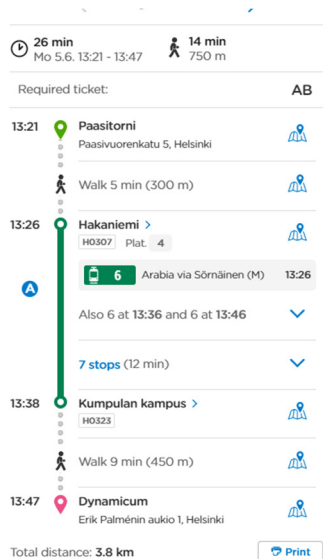 26 min
Mo 5.6. 13:21 - 13:47
14 min
750 m
Required ticket: AB
13:21 Paasitorni
Paasivuorenkatu 5, Helsinki
Walk 5 min (300 m)
13:26 Hakaniemi >
H0307 Plat. 4
A
6 Arabia via Sörnäinen (M) 13:26
Also 6 at 13:36 and 6 at 13:46
7 stops (12 min)
13:38 Kumpulan kampus >
H0323
Walk 9 min (450 m)
13:47 Dynamicum
Erik Palménin aukio 1, Helsinki
Total distance: 3.8 km
Print